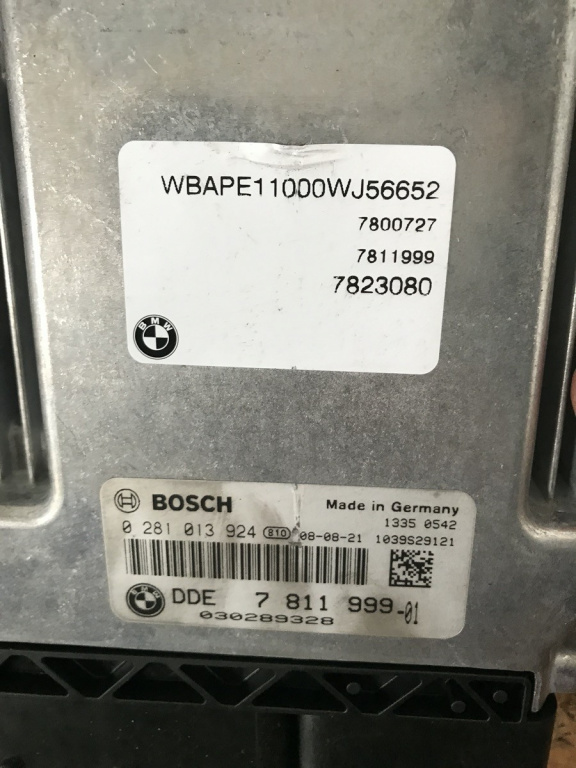 WBAPE11000WJ56652
7800727
7811999
7823080
BMW
BOSCH Made in Germany
1335 0542
0 281 013 924 810 08-08-21 1039S29121
DDE 7 811 999-01
030289328